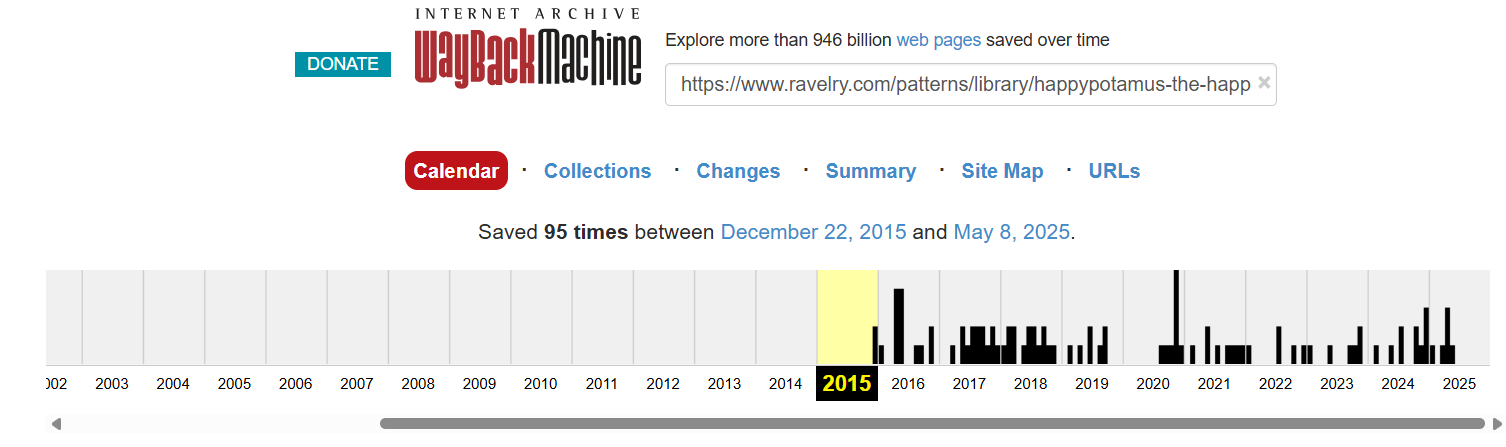 INTERNET ARCHIVE
DONATE
WayBackMachine
Explore more than 946 billion web pages saved over time
https://www.ravelry.com/patterns/library/happypotamus-the-happ
Calendar · Collections · Changes · Summary · Site Map · URLs
Saved 95 times between December 22, 2015 and May 8, 2025.
002 2003 2004 2005 2006 2007 2008 2009 2010 2011 2012 2013 2014 2015 2016 2017 2018 2019 2020 2021 2022 2023 2024 2025